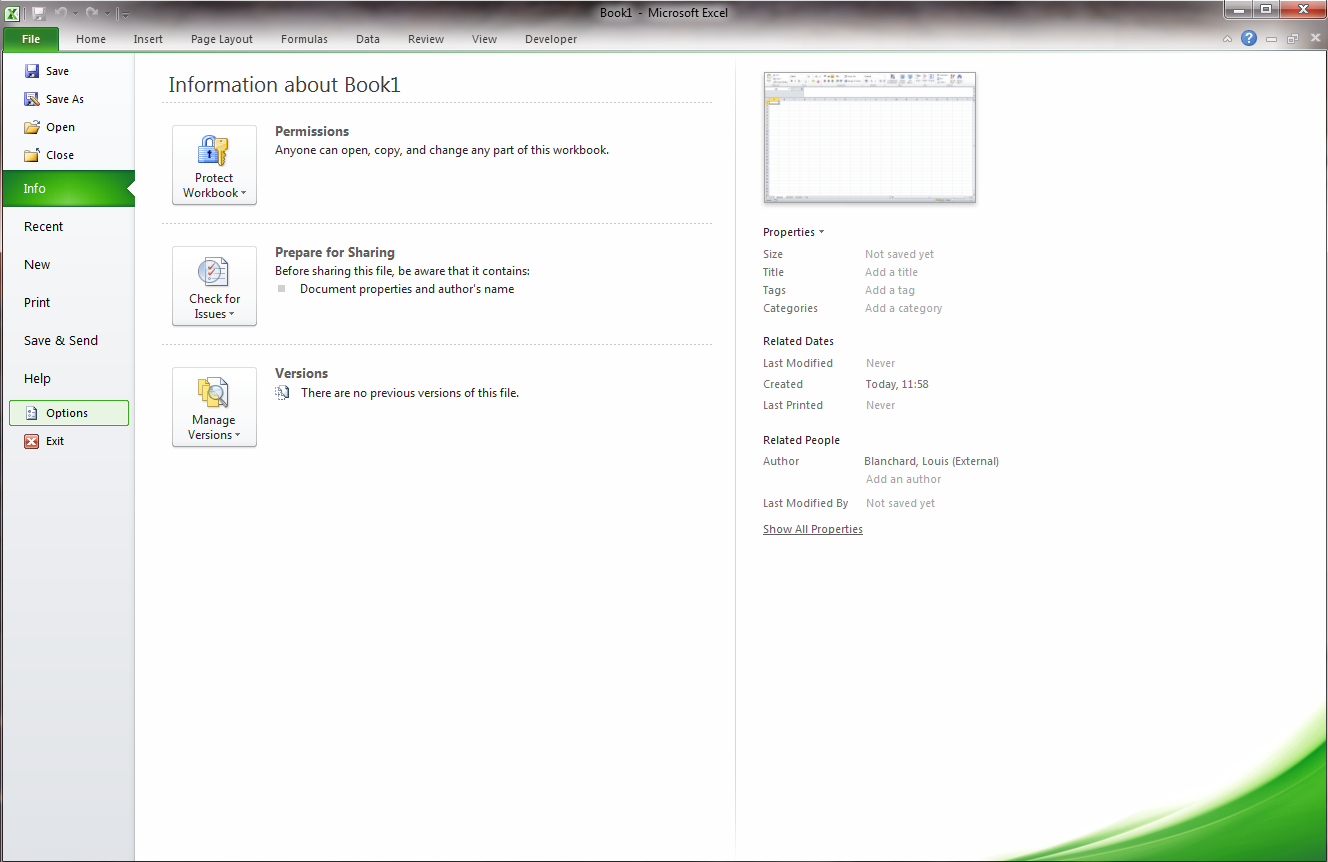 Book1 - Microsoft Excel
File Home Insert Page Layout Formulas Data Review View Developer
Save
Save As
Open
Close
Info
Recent
New
Print
Save & Send
Help
Options
Exit
Information about Book1
Protect
Workbook
Permissions
Anyone can open, copy, and change any part of this workbook.
Check for
Issues
Prepare for Sharing
Before sharing this file, be aware that it contains:
Document properties and author's name
Manage
Versions
Versions
There are no previous versions of this file.
Properties
Size Not saved yet
Title Add a title
Tags Add a tag
Categories Add a category
Related Dates
Last Modified Never
Created Today, 11:58
Last Printed Never
Related People
Author Blanchard, Louis (External)
Add an author
Last Modified By Not saved yet
Show All Properties